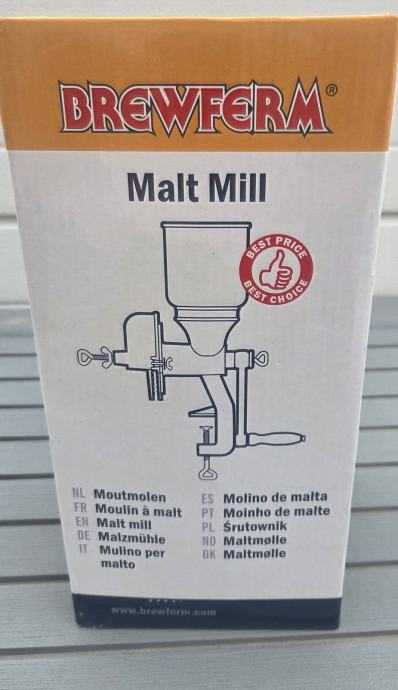 BREWFERM®
Malt Mill
BEST PRICE
BEST CHOICE
NL Moutmolen
FR Moulin à malt
EN Malt mill
DE Malzmühle
IT Mulino per
malto
ES Molino de malta
PT Moinho de malte
PL Śrutownik
NO Maltmølle
DK Maltmølle
www.brewferm.com